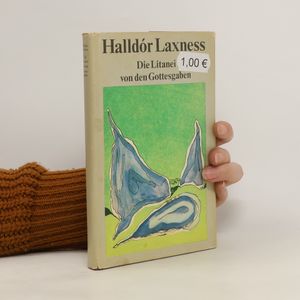 Halldór Laxness
1,00 €
Die Litanei
von den Gottesgaben